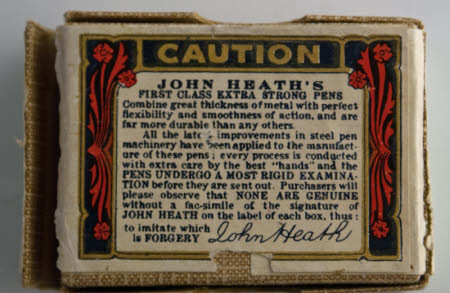 CAUTION
JOHN HEATH'S
FIRST CLASS EXTRA STRONG PENS
Combine great thickness of metal with perfect
flexibility and smoothness of action, and are
far more durable than any others.
All the late improvements in steel pen
machinery have been applied to the manufact-
ure of these pens; every process is conducted
with extra care by the best "hands" and the
PENS UNDERGO A MOST RIGID EXAMINA-
TION before they are sent out. Purchasers will
please observe that NONE ARE GENUINE
without a fac-simile of the signature of
JOHN HEATH on the label of each box, thus:
to imitate which
is FORGERY John Heath